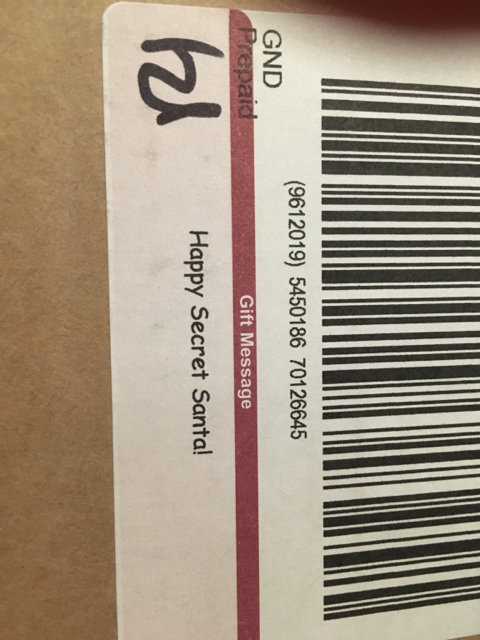 GND
Prepaid
(9612019) 5450186 70126645
Gift Message
Happy Secret Santa!